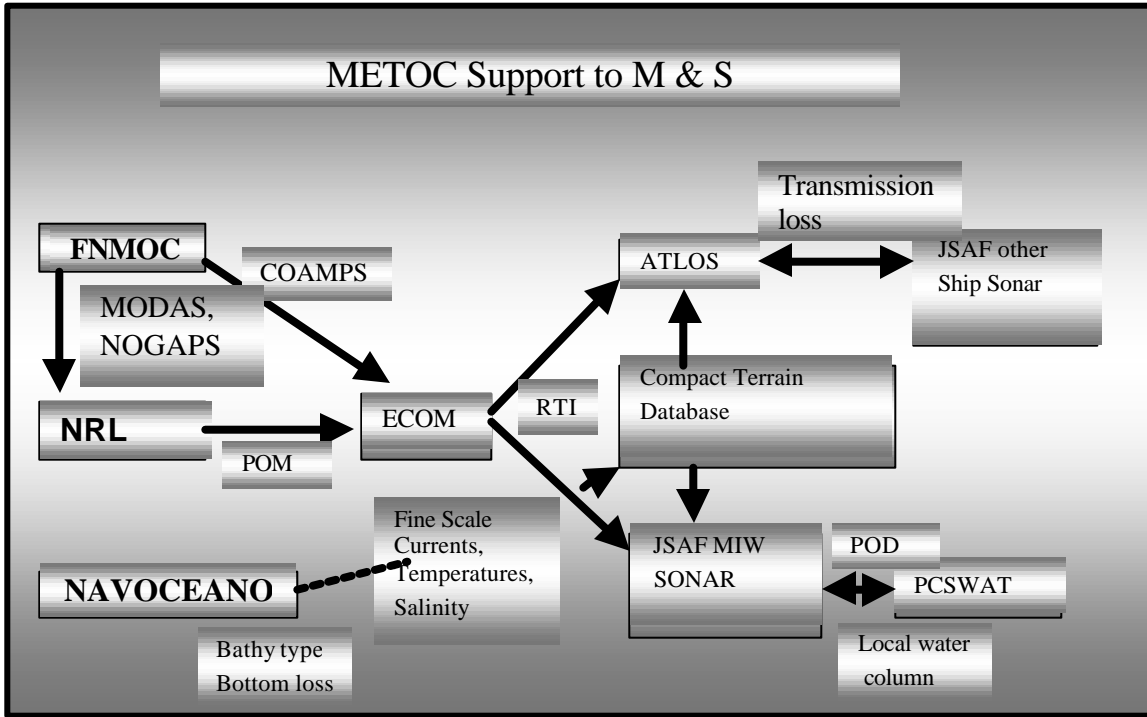 METOC Support to M & S
Transmission
loss
FNMOC
COAMPS
ATLOS
JSAF other
Ship Sonar
MODAS,
NOGAPS
Compact Terrain
Database
NRL
ECOM
RTI
POM
Fine Scale
Currents,
Temperatures,
Salinity
JSAF MIW
SONAR
POD
NAVOCEANO
PCSWAT
Bathy type
Bottom loss
Local water
column